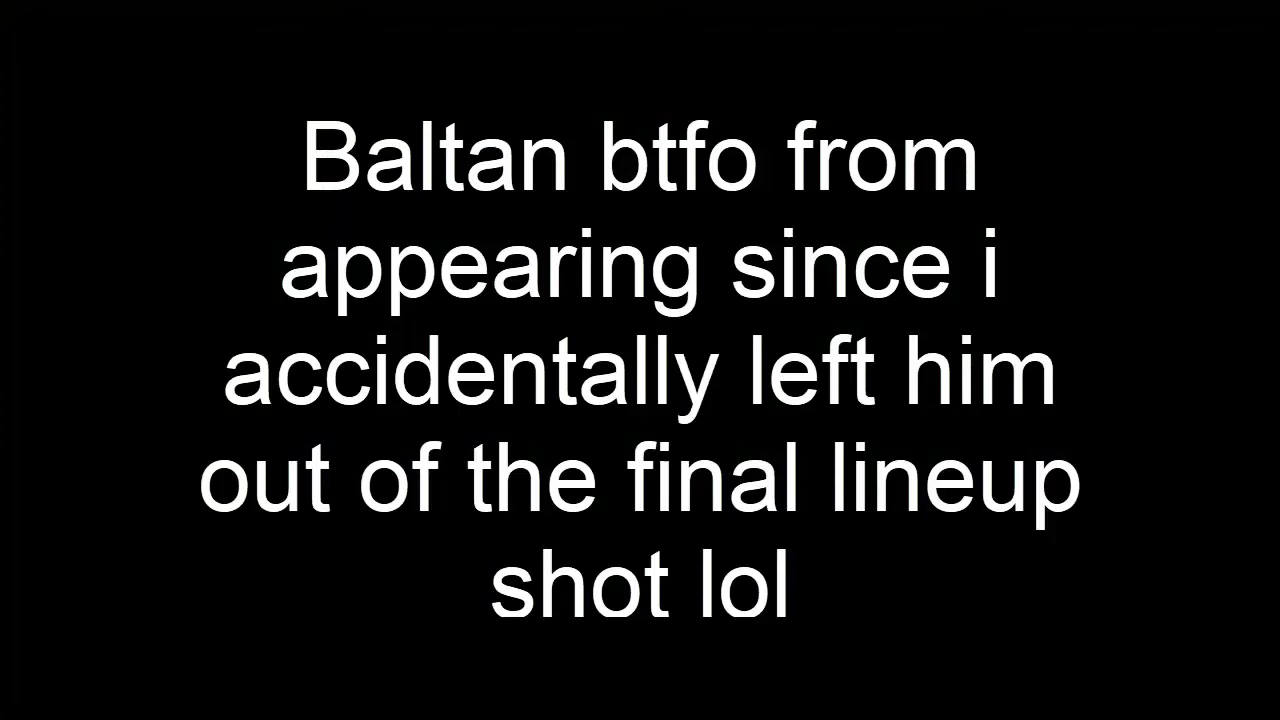 Baltan btfo from
appearing since i
accidentally left him
out of the final lineup
shot lol